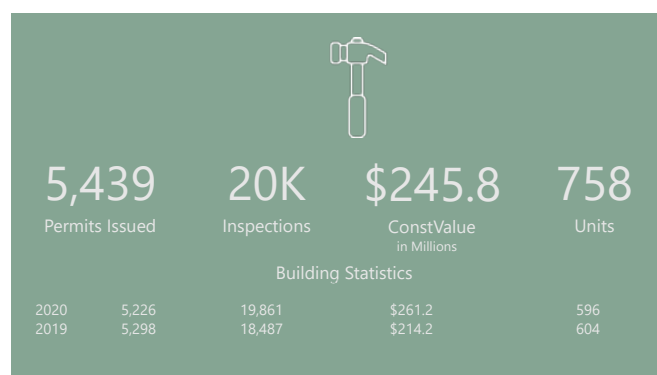 5,439 20K $245.8 758
Permits Issued Inspections ConstValue Units
in Millions
Building Statistics
2020 5,226 19,861 $261.2 596
2019 5,298 18,487 $214.2 604